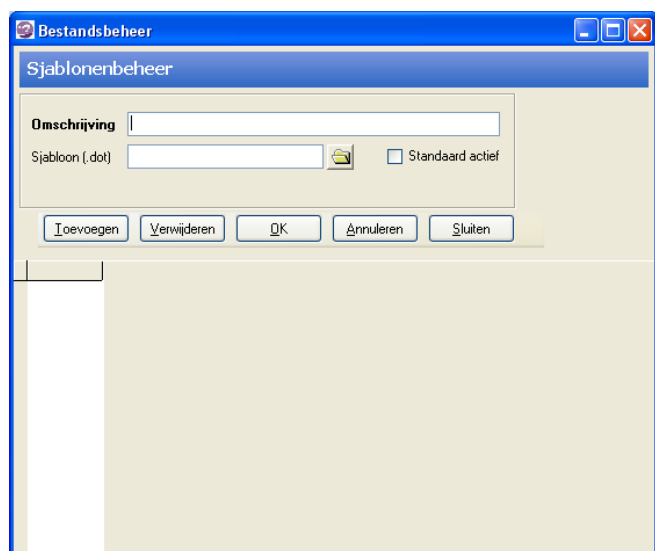 Bestandsbeheer
Sjablonenbeheer
Omschrijving
Sjabloon (.dot)
Standaard actief
Toevoegen Verwijderen OK Annuleren Sluiten